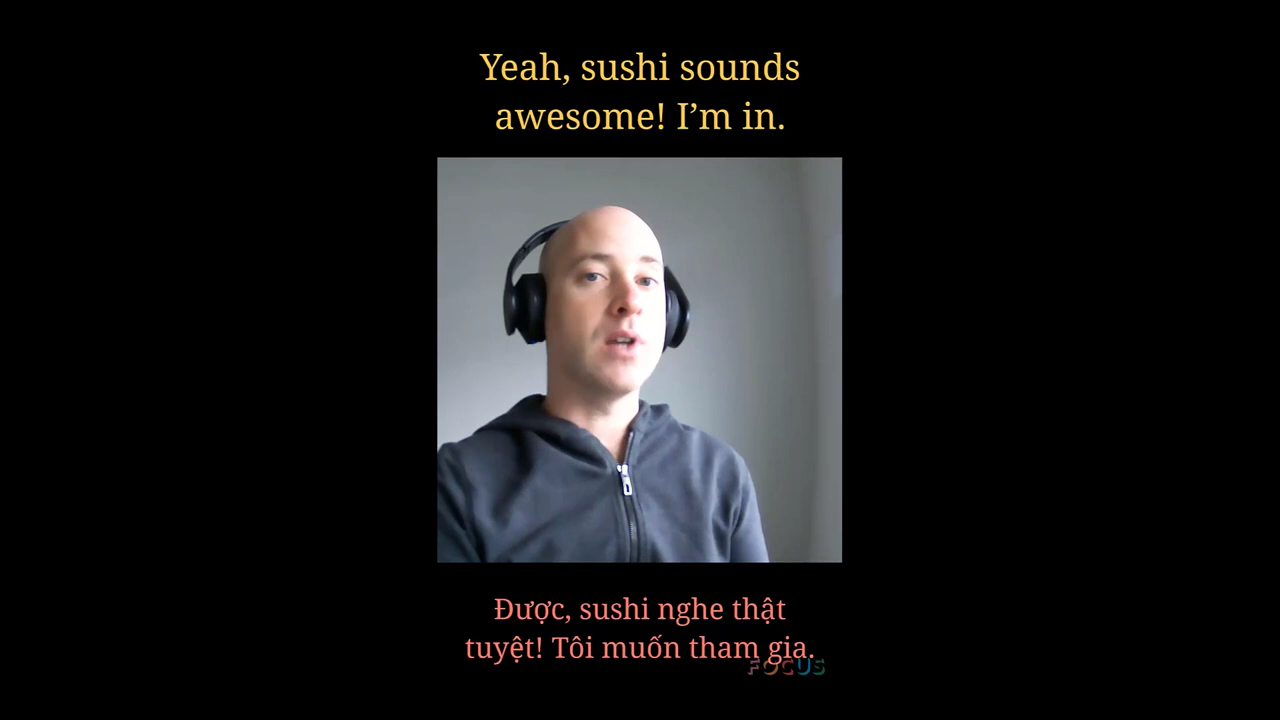 Yeah, sushi sounds
awesome! I’m in.
Được, sushi nghe thật
tuyệt! Tôi muốn tham gia.
FOCUS